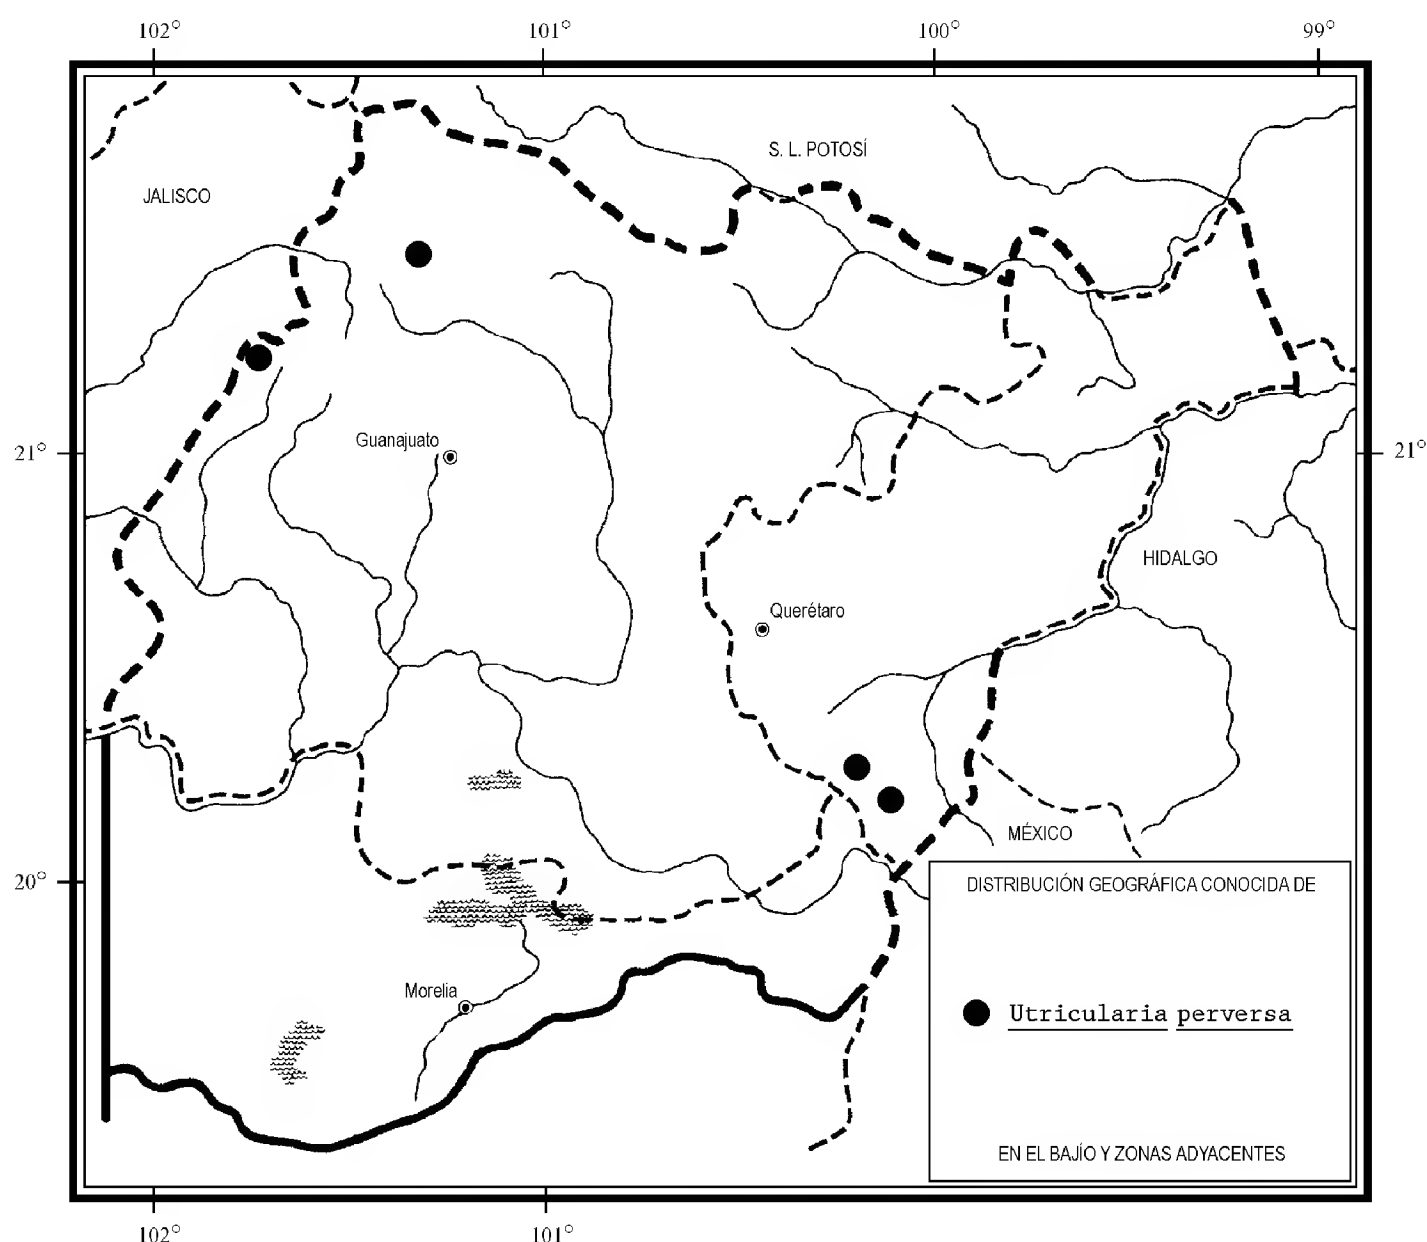 102° 101° 100° 99°
S. L. POTOSÍ
JALISCO
Guanajuato
21° 21°
HIDALGO
Querétaro
MÉXICO
20°
DISTRIBUCIÓN GEOGRÁFICA CONOCIDA DE
Morelia
Utricularia perversa
EN EL BAJÍO Y ZONAS ADYACENTES
102° 101°